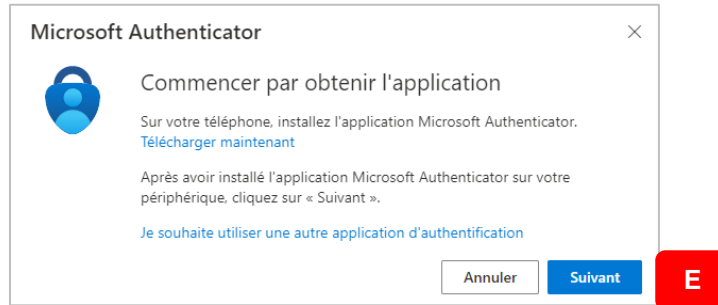 Microsoft Authenticator
Commencer par obtenir l'application
Sur votre téléphone, installez l'application Microsoft Authenticator.
Télécharger maintenant
Après avoir installé l'application Microsoft Authenticator sur votre
périphérique, cliquez sur « Suivant ».
Je souhaite utiliser une autre application d'authentification
Annuler Suivant E